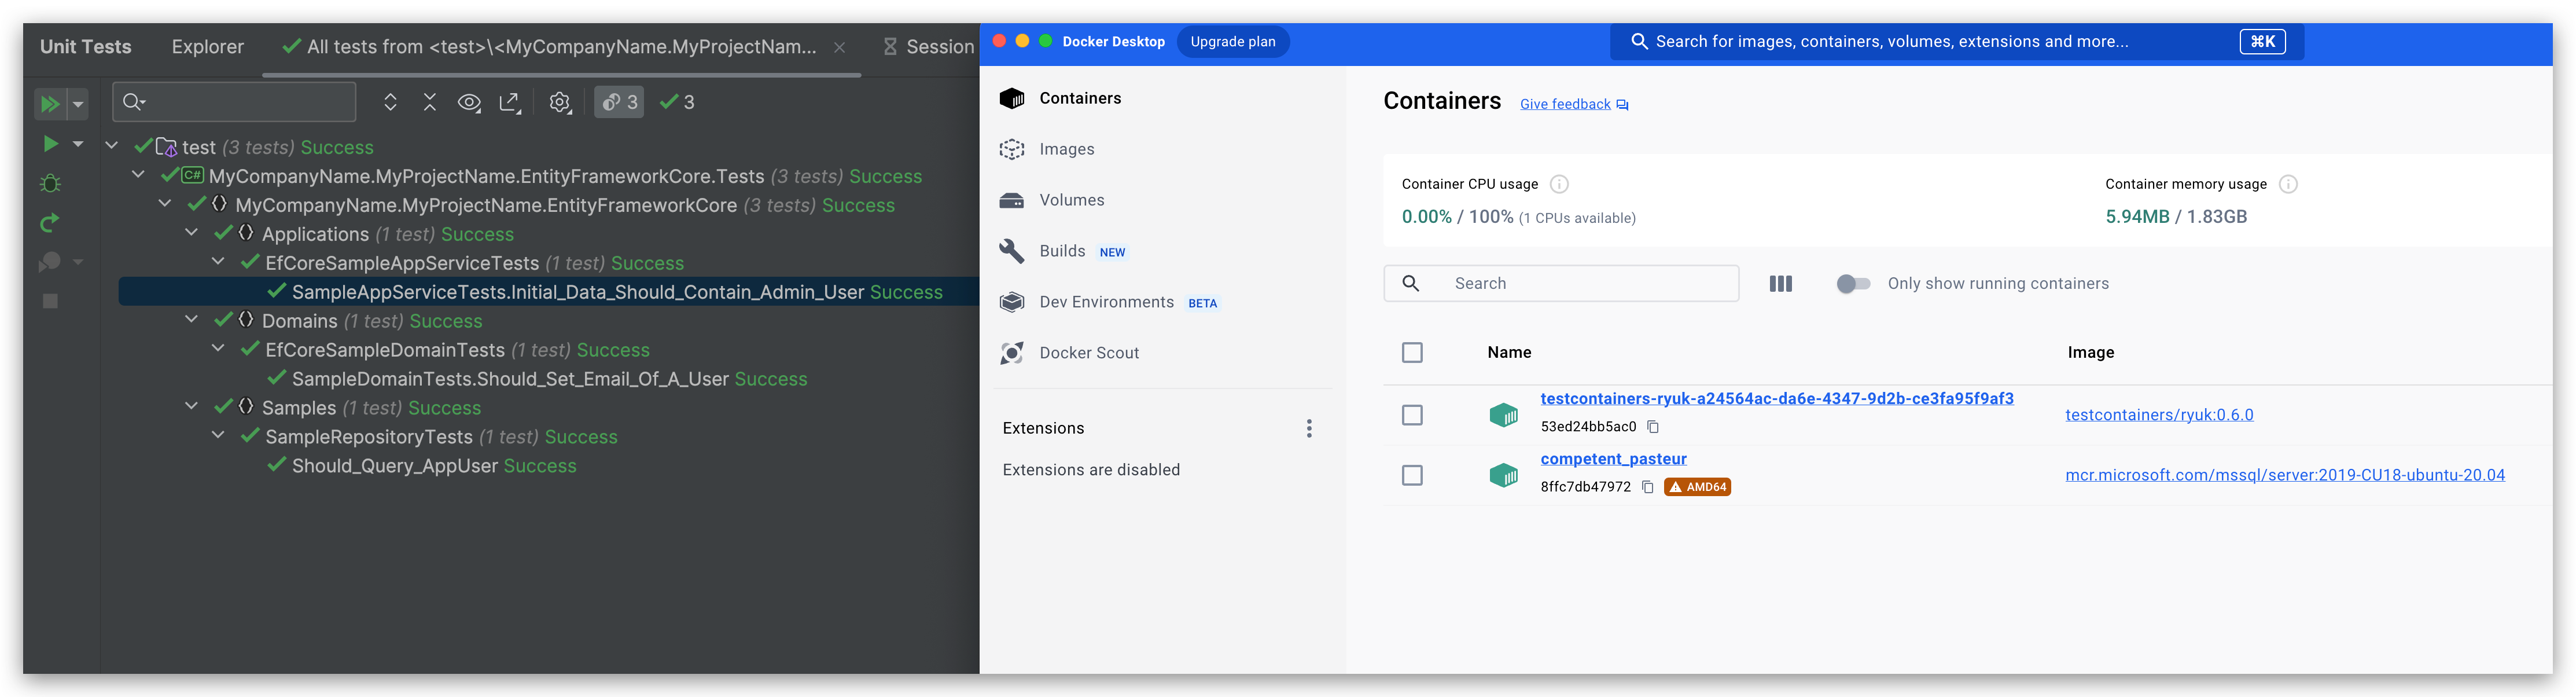 Unit Tests
Explorer
All tests from <test>\<MyCompanyName.MyProjectNam...
Session
3
3
test (3 tests) Success
C# MyCompanyName.MyProjectName.EntityFrameworkCore.Tests (3 tests) Success
MyCompanyName.MyProjectName.EntityFrameworkCore (3 tests) Success
Applications (1 test) Success
EfCoreSampleAppServiceTests (1 test) Success
SampleAppServiceTests.Initial_Data_Should_Contain_Admin_User Success
Domains (1 test) Success
EfCoreSampleDomainTests (1 test) Success
SampleDomainTests.Should_Set_Email_Of_A_User Success
Samples (1 test) Success
SampleRepositoryTests (1 test) Success
Should_Query_AppUser Success
Docker Desktop
Upgrade plan
Search for images, containers, volumes, extensions and more...
⌘K
Containers
Images
Volumes
Builds NEW
Dev Environments BETA
Docker Scout
Extensions
Extensions are disabled
Containers
Give feedback
Container CPU usage
0.00% / 100% (1 CPUs available)
Container memory usage
5.94MB / 1.83GB
Search
Only show running containers
Name
Image
testcontainers-ryuk-a24564ac-da6e-4347-9d2b-ce3fa95f9af3
53ed24bb5ac0
testcontainers/ryuk:0.6.0
competent_pasteur
8ffc7db47972
AMD64
mcr.microsoft.com/mssql/server:2019-CU18-ubuntu-20.04